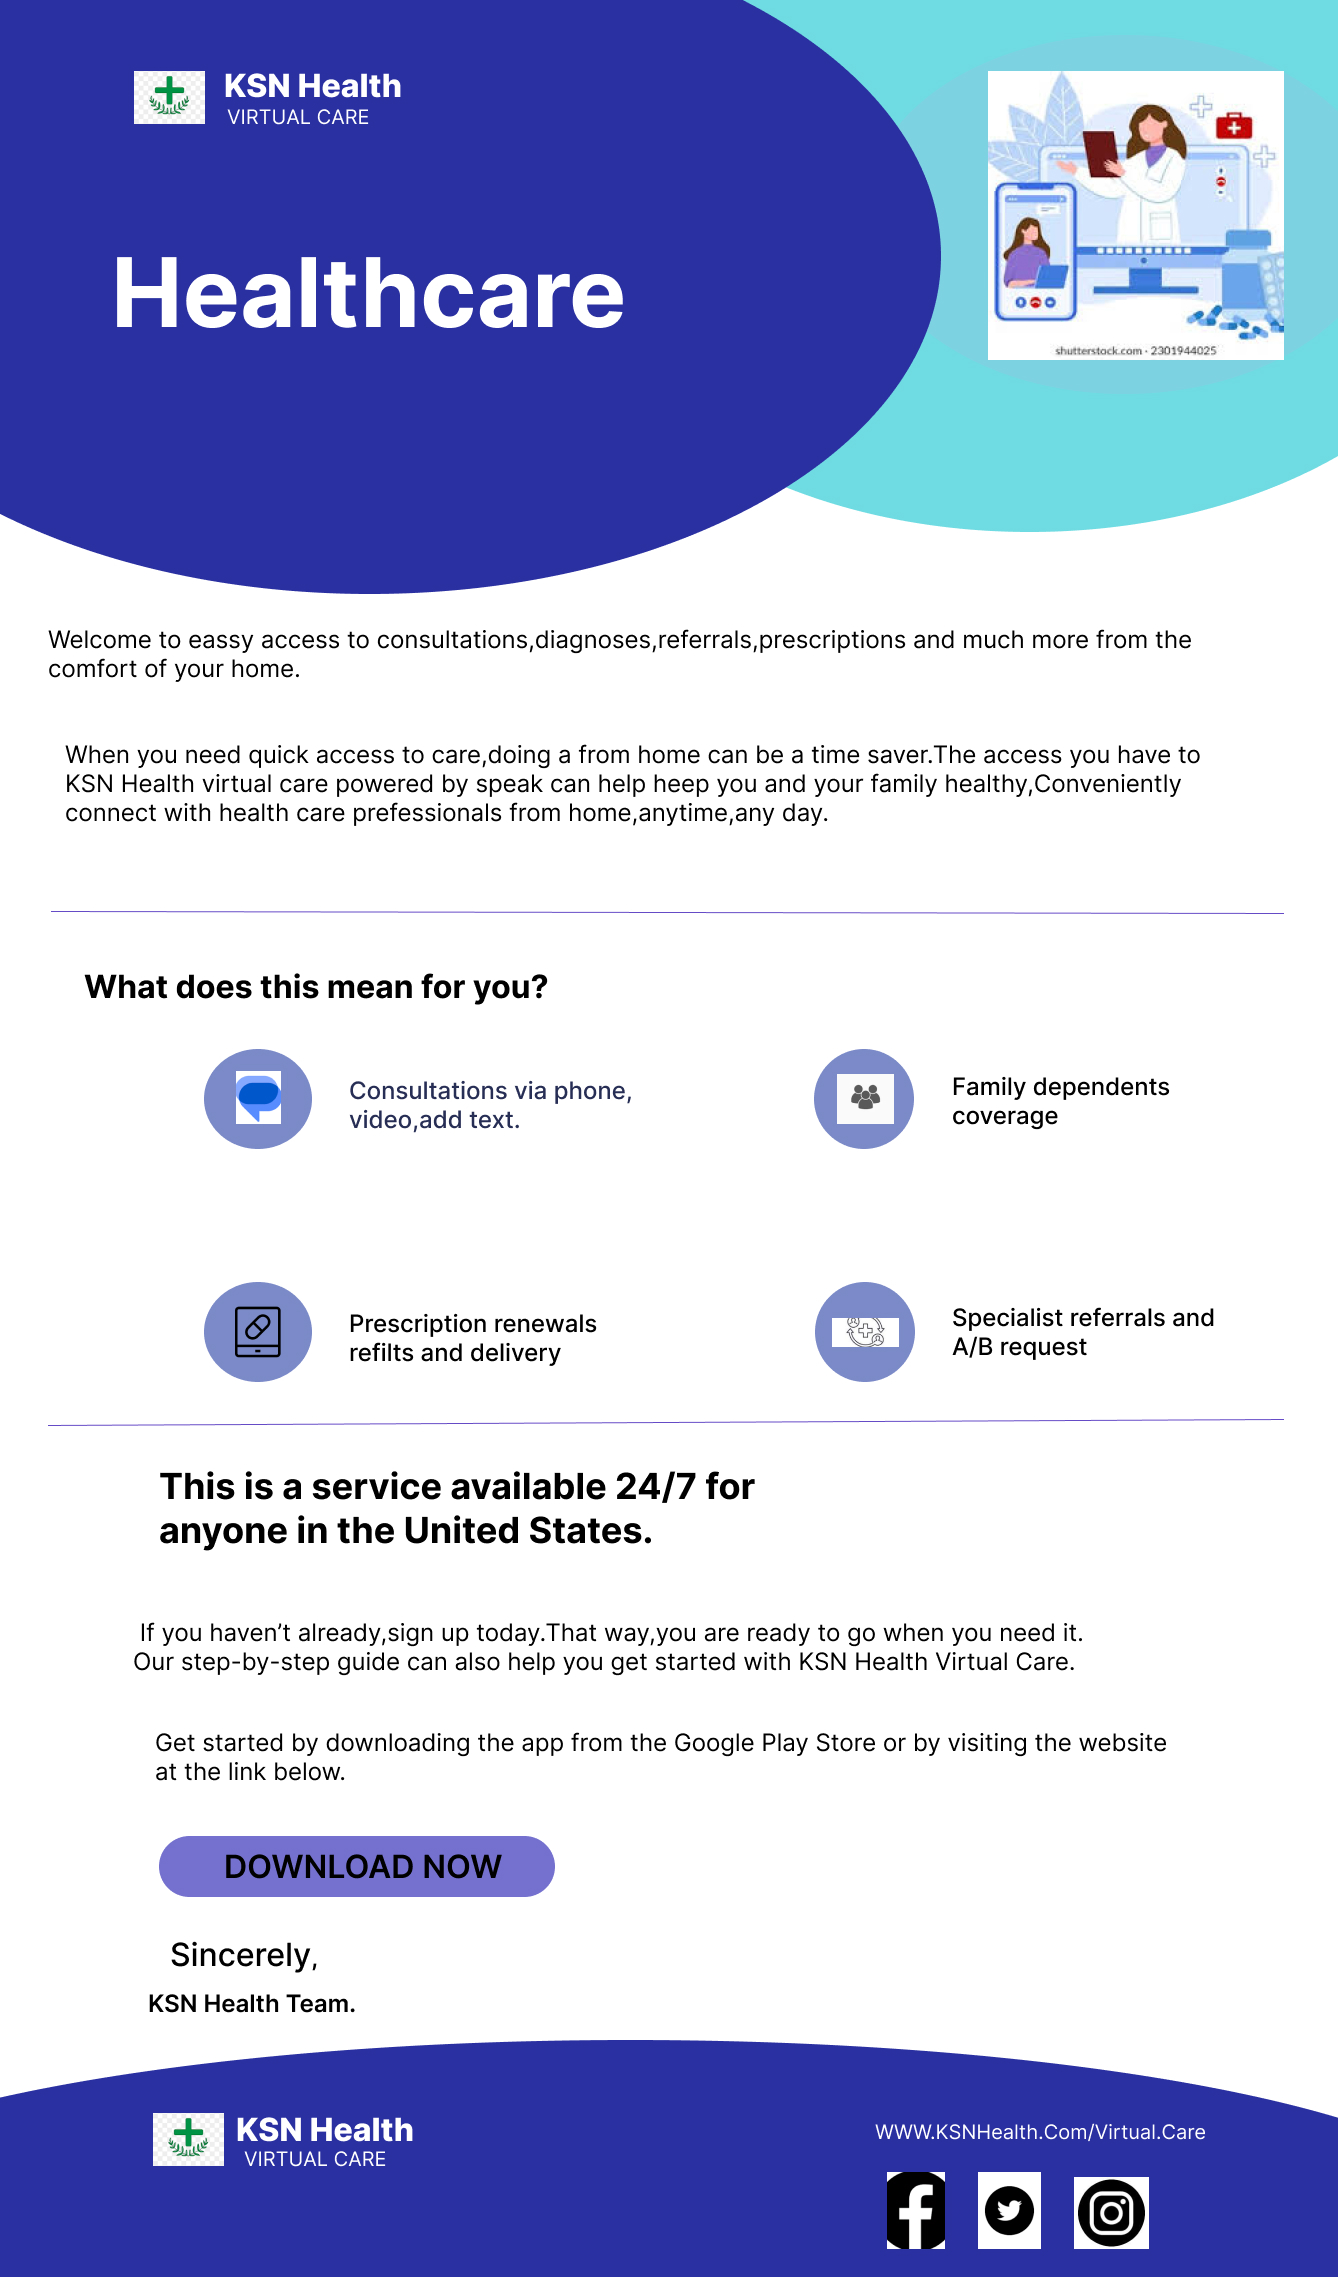 KSN Health
VIRTUAL CARE
Healthcare
shutterstock.com · 2301944025
Welcome to eassy access to consultations,diagnoses,referrals,prescriptions and much more from the
comfort of your home.
When you need quick access to care,doing a from home can be a time saver.The access you have to
KSN Health virtual care powered by speak can help heep you and your family healthy,Conveniently
connect with health care prefessionals from home,anytime,any day.
What does this mean for you?
Consultations via phone,
video,add text.
Family dependents
coverage
Prescription renewals
refilts and delivery
Specialist referrals and
A/B request
This is a service available 24/7 for
anyone in the United States.
If you haven’t already,sign up today.That way,you are ready to go when you need it.
Our step-by-step guide can also help you get started with KSN Health Virtual Care.
Get started by downloading the app from the Google Play Store or by visiting the website
at the link below.
DOWNLOAD NOW
Sincerely,
KSN Health Team.
KSN Health
VIRTUAL CARE
WWW.KSNHealth.Com/Virtual.Care